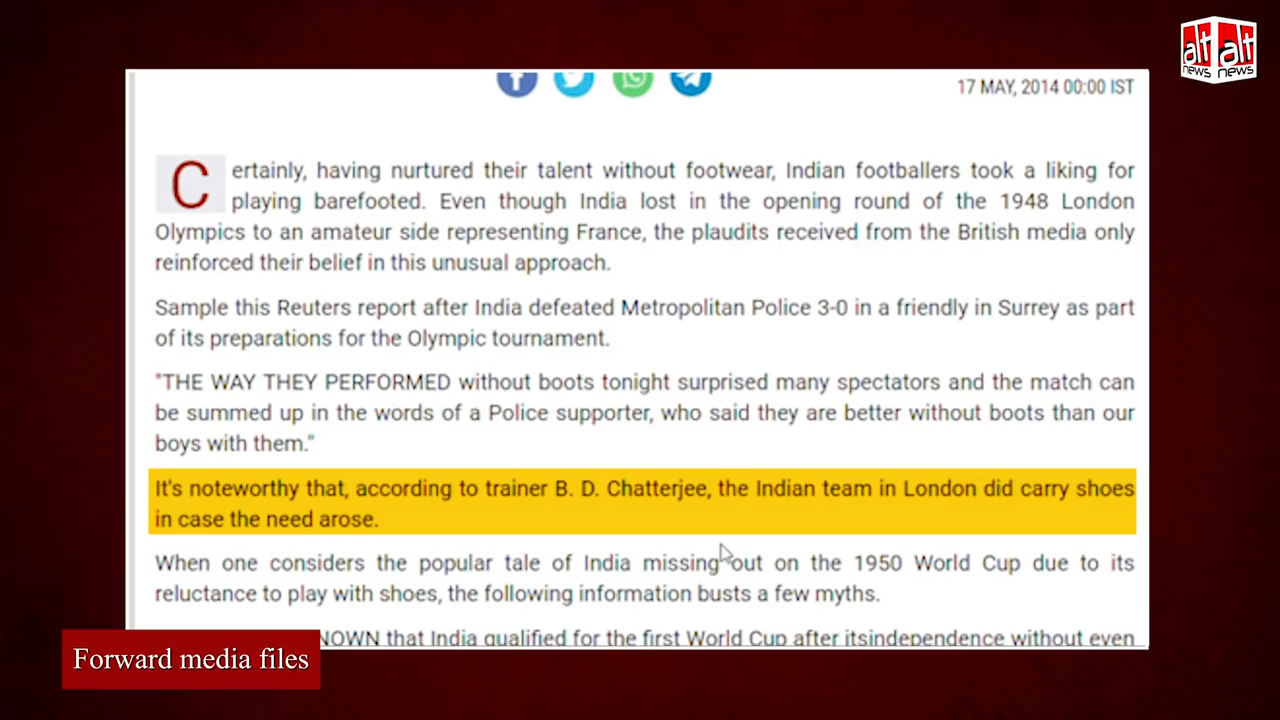 alt alt
news news
17 MAY, 2014 00:00 IST
Certainly, having nurtured their talent without footwear, Indian footballers took a liking for
playing barefooted. Even though India lost in the opening round of the 1948 London
Olympics to an amateur side representing France, the plaudits received from the British media only
reinforced their belief in this unusual approach.
Sample this Reuters report after India defeated Metropolitan Police 3-0 in a friendly in Surrey as part
of its preparations for the Olympic tournament.
"THE WAY THEY PERFORMED without boots tonight surprised many spectators and the match can
be summed up in the words of a Police supporter, who said they are better without boots than our
boys with them."
It's noteworthy that, according to trainer B. D. Chatterjee, the Indian team in London did carry shoes
in case the need arose.
When one considers the popular tale of India missing out on the 1950 World Cup due to its
reluctance to play with shoes, the following information busts a few myths.
NOWN that India qualified for the first World Cup after itsindependence without even
Forward media files